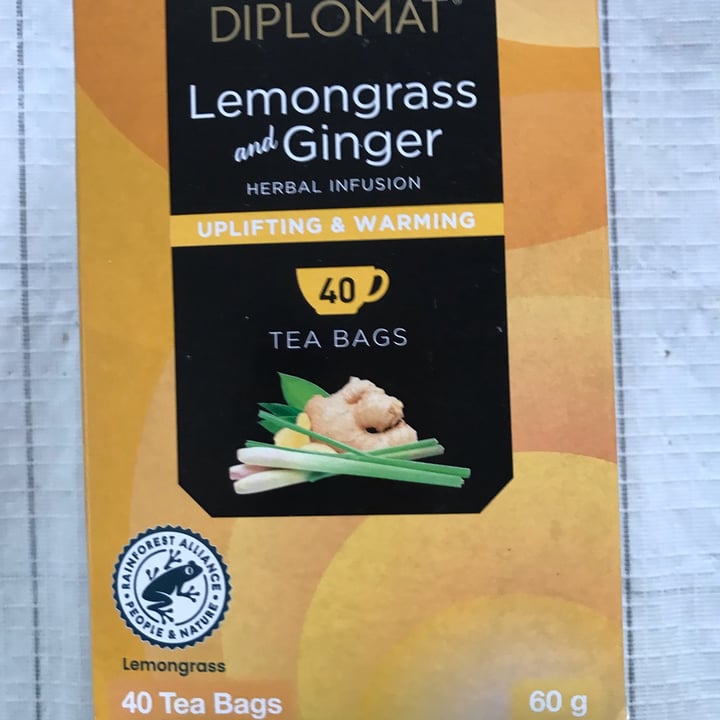 DIPLOMAT®
Lemongrass
and Ginger
HERBAL INFUSION
UPLIFTING & WARMING
40
TEA BAGS
RAINFOREST ALLIANCE
PEOPLE & NATURE
Lemongrass
40 Tea Bags
60 g